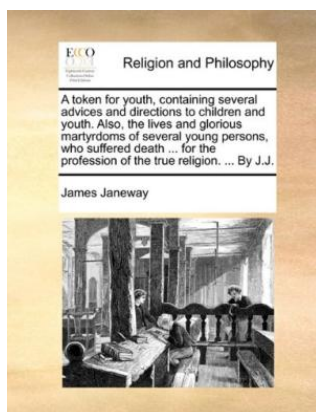 ECCO
Religion and Philosophy
A token for youth, containing several
advices and directions to children and
youth. Also, the lives and glorious
martyrdoms of several young persons,
who suffered death ... for the
profession of the true religion. ... By J.J.
James Janeway